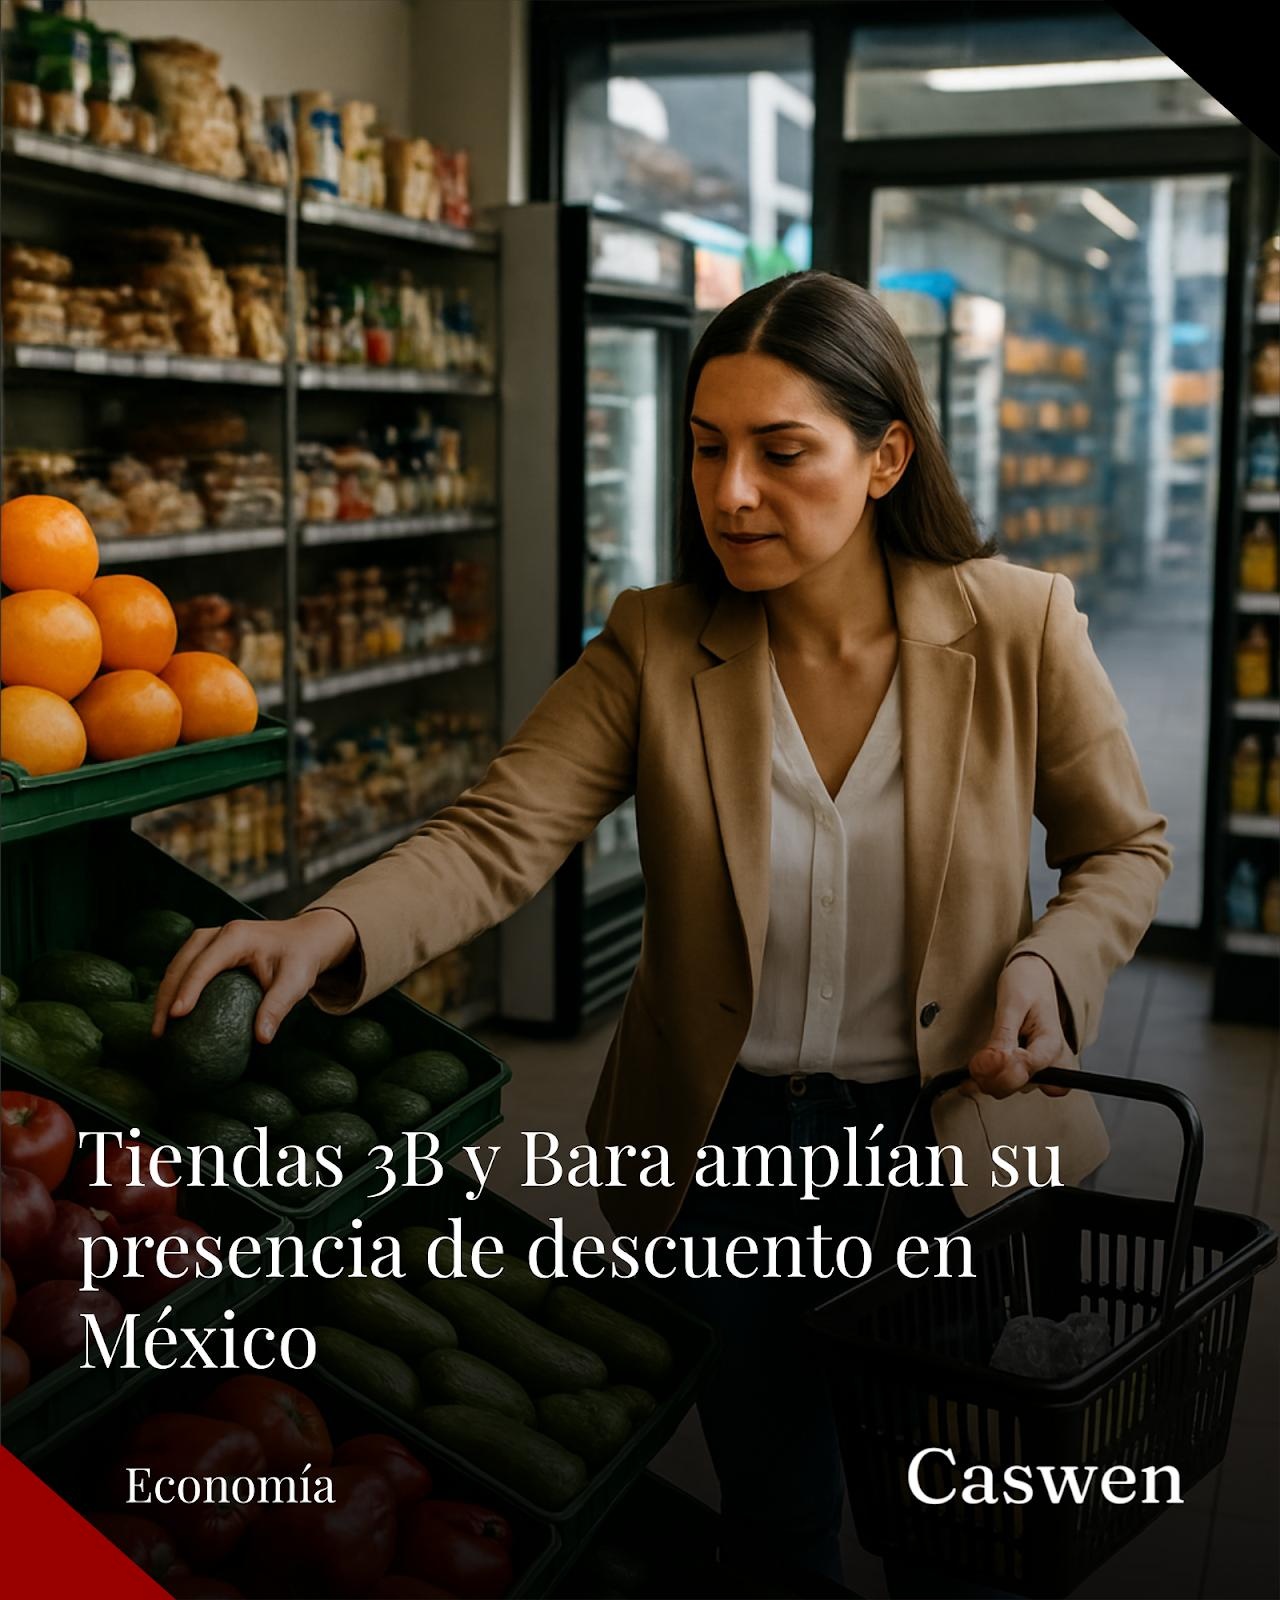 Tiendas 3B y Bara amplían su
presencia de descuento en
México
Economía
Caswen